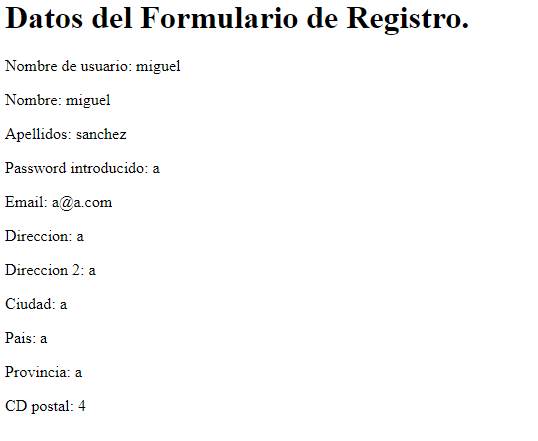 Datos del Formulario de Registro.
Nombre de usuario: miguel
Nombre: miguel
Apellidos: sanchez
Password introducido: a
Email: a@a.com
Direccion: a
Direccion 2: a
Ciudad: a
Pais: a
Provincia: a
CD postal: 4